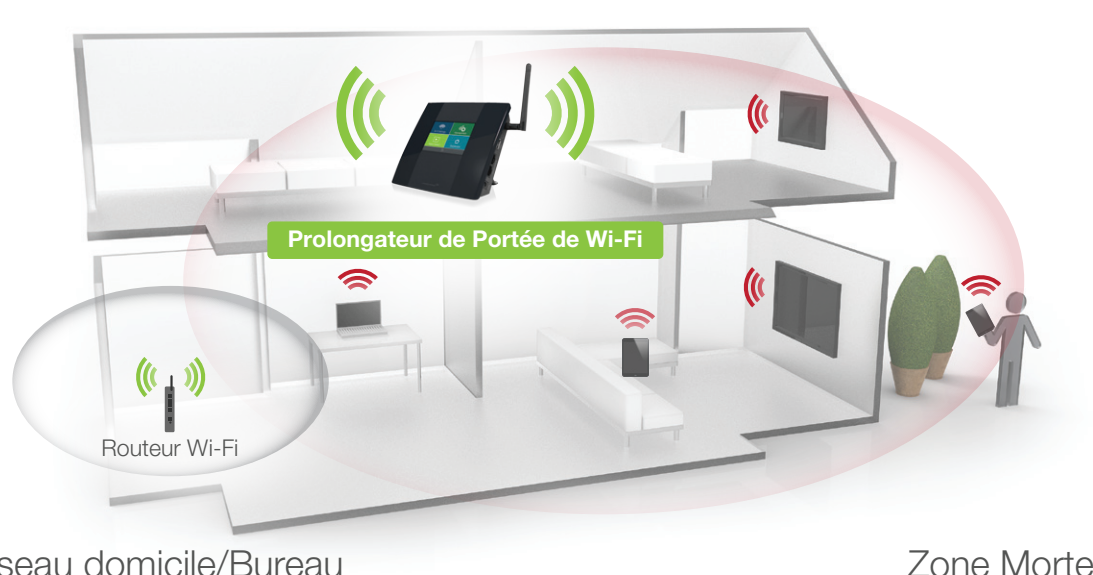 Prolongateur de Portée de Wi-Fi
Routeur Wi-Fi
seau domicile/Bureau
Zone Morte